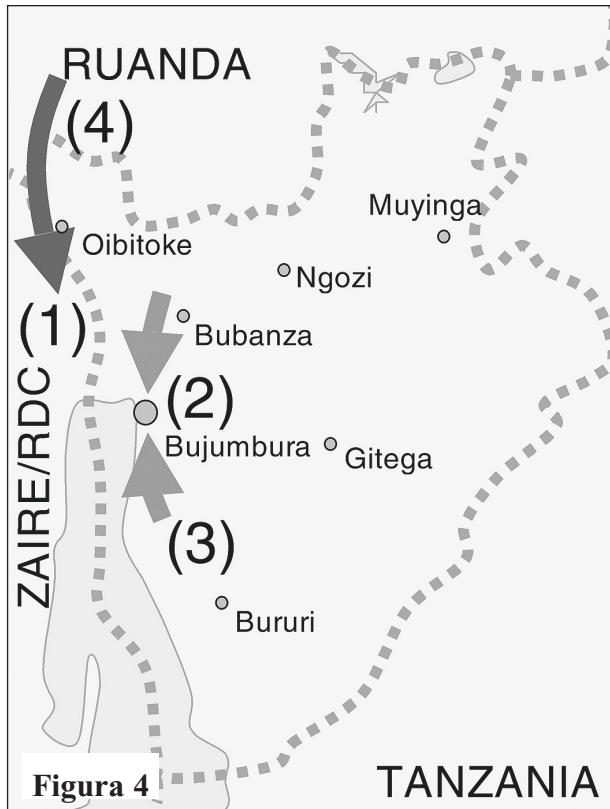 RUANDA
(4)
Muyinga
Oibitoke
Ngozi
(1)
Bubanza
ZAIRE/RDC
(2)
Bujumbura
Gitega
(3)
Bururi
Figura 4
TANZANIA